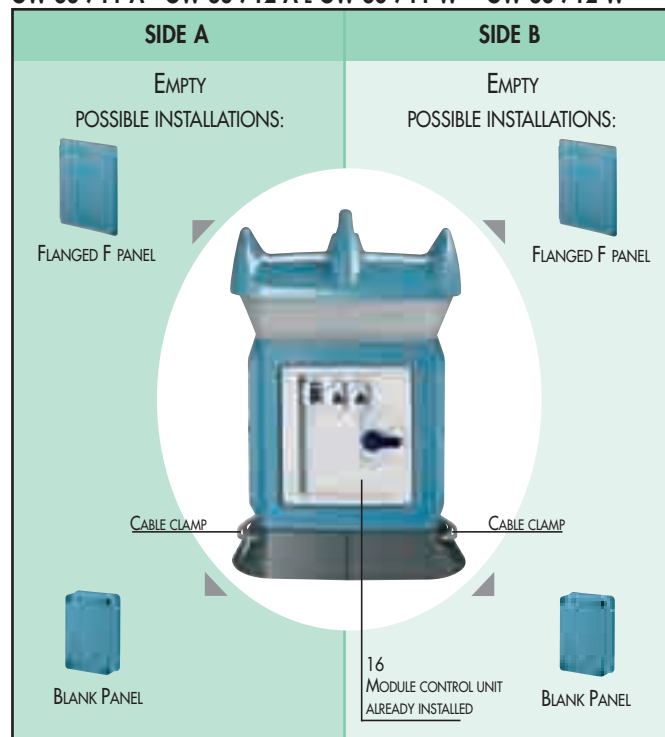 SIDE A
SIDE B
EMPTY
POSSIBLE INSTALLATIONS:
EMPTY
POSSIBLE INSTALLATIONS:
FLANGED F PANEL
FLANGED F PANEL
CABLE CLAMP
CABLE CLAMP
BLANK PANEL
16
MODULE CONTROL UNIT
ALREADY INSTALLED
BLANK PANEL